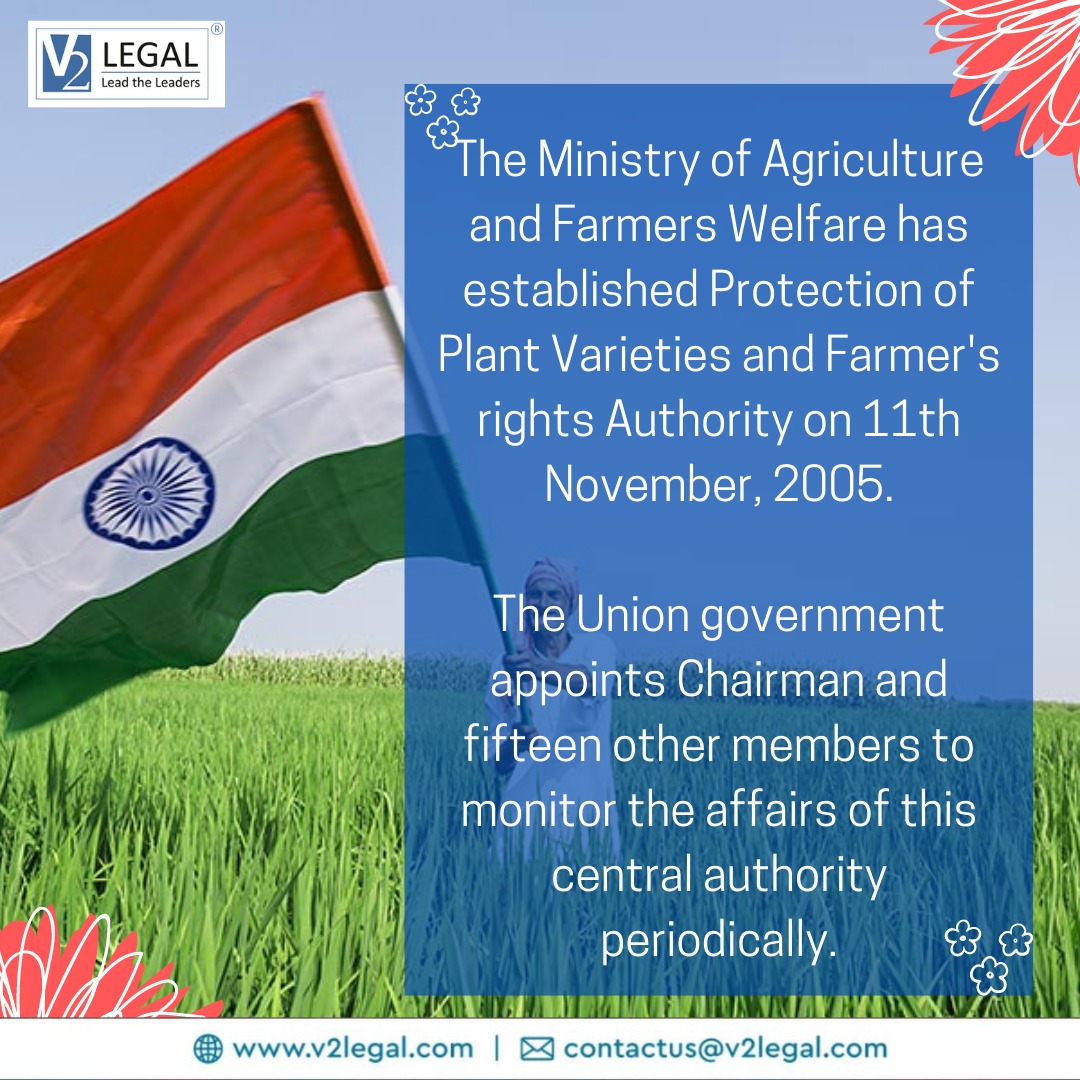 V2 LEGAL ®
Lead the Leaders
The Ministry of Agriculture
and Farmers Welfare has
established Protection of
Plant Varieties and Farmer's
rights Authority on 11th
November, 2005.
The Union government
appoints Chairman and
fifteen other members to
monitor the affairs of this
central authority
periodically.
www.v2legal.com | contactus@v2legal.com